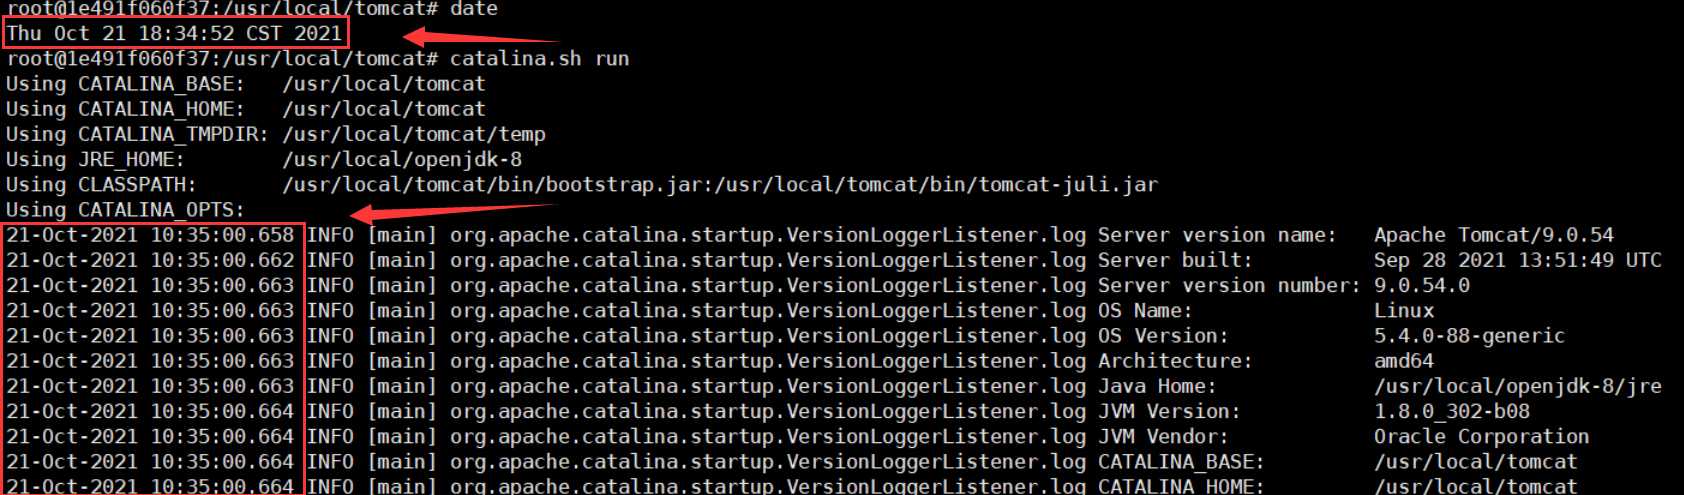 root@1e491f060f37:/usr/local/tomcat# date
Thu Oct 21 18:34:52 CST 2021
root@1e491f060f37:/usr/local/tomcat# catalina.sh run
Using CATALINA_BASE:   /usr/local/tomcat
Using CATALINA_HOME:   /usr/local/tomcat
Using CATALINA_TMPDIR: /usr/local/tomcat/temp
Using JRE_HOME:        /usr/local/openjdk-8
Using CLASSPATH:       /usr/local/tomcat/bin/bootstrap.jar:/usr/local/tomcat/bin/tomcat-juli.jar
Using CATALINA_OPTS:
21-Oct-2021 10:35:00.658 INFO [main] org.apache.catalina.startup.VersionLoggerListener.log Server version name:   Apache Tomcat/9.0.54
21-Oct-2021 10:35:00.662 INFO [main] org.apache.catalina.startup.VersionLoggerListener.log Server built:          Sep 28 2021 13:51:49 UTC
21-Oct-2021 10:35:00.663 INFO [main] org.apache.catalina.startup.VersionLoggerListener.log Server version number: 9.0.54.0
21-Oct-2021 10:35:00.663 INFO [main] org.apache.catalina.startup.VersionLoggerListener.log OS Name:               Linux
21-Oct-2021 10:35:00.663 INFO [main] org.apache.catalina.startup.VersionLoggerListener.log OS Version:            5.4.0-88-generic
21-Oct-2021 10:35:00.663 INFO [main] org.apache.catalina.startup.VersionLoggerListener.log Architecture:          amd64
21-Oct-2021 10:35:00.663 INFO [main] org.apache.catalina.startup.VersionLoggerListener.log Java Home:             /usr/local/openjdk-8/jre
21-Oct-2021 10:35:00.664 INFO [main] org.apache.catalina.startup.VersionLoggerListener.log JVM Version:           1.8.0_302-b08
21-Oct-2021 10:35:00.664 INFO [main] org.apache.catalina.startup.VersionLoggerListener.log JVM Vendor:            Oracle Corporation
21-Oct-2021 10:35:00.664 INFO [main] org.apache.catalina.startup.VersionLoggerListener.log CATALINA_BASE:         /usr/local/tomcat
21-Oct-2021 10:35:00.664 INFO [main] org.apache.catalina.startup.VersionLoggerListener.log CATALINA_HOME:         /usr/local/tomcat